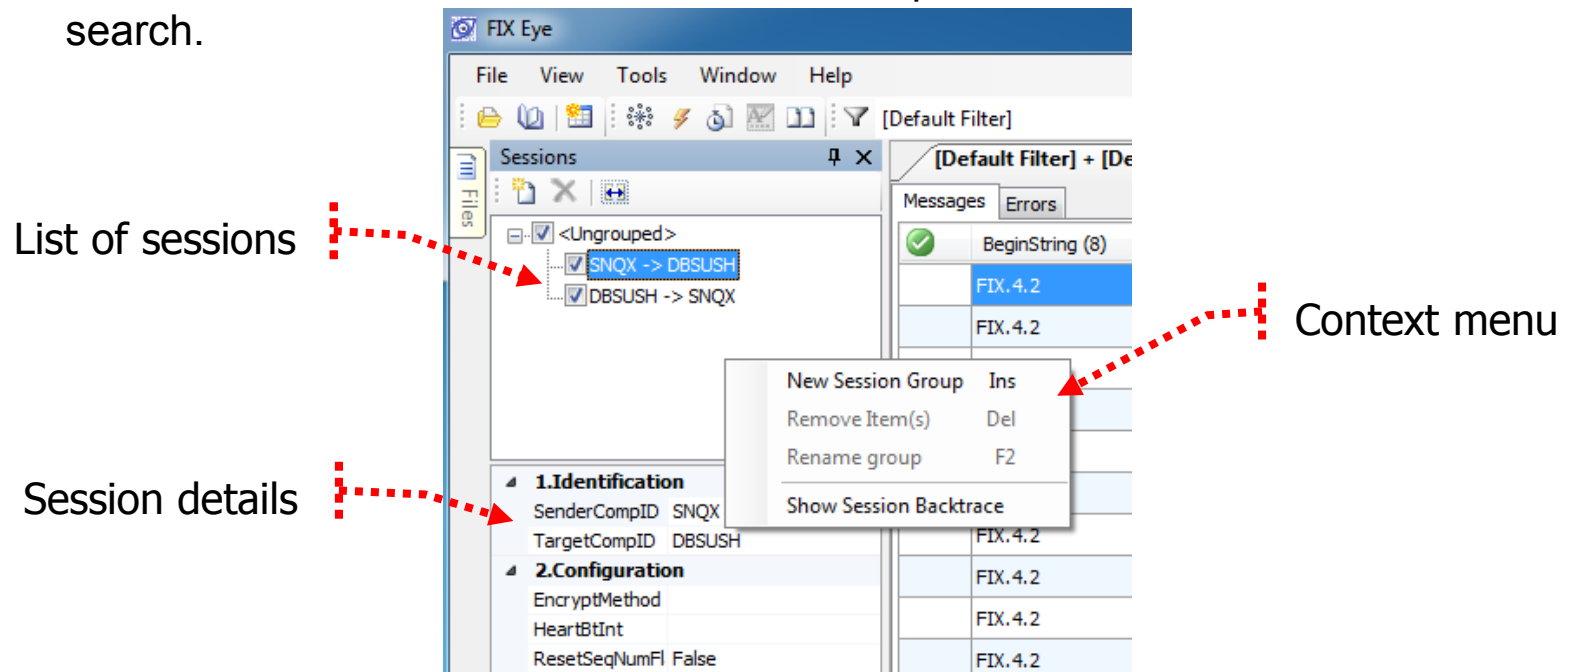 search.
FIX Eye
File View Tools Window Help
[Default Filter]
Files
Sessions
[Default Filter] + [De
Messages Errors
<Ungrouped>
SNQX -> DBSUSH
DBSUSH -> SNQX
BeginString (8)
FIX.4.2
FIX.4.2
List of sessions
Context menu
New Session Group Ins
Remove Item(s) Del
Rename group F2
Show Session Backtrace
Session details
1.Identification
SenderCompID SNQX
TargetCompID DBSUSH
2.Configuration
EncryptMethod
HeartBtInt
ResetSeqNumFl False
FIX.4.2
FIX.4.2
FIX.4.2
FIX.4.2